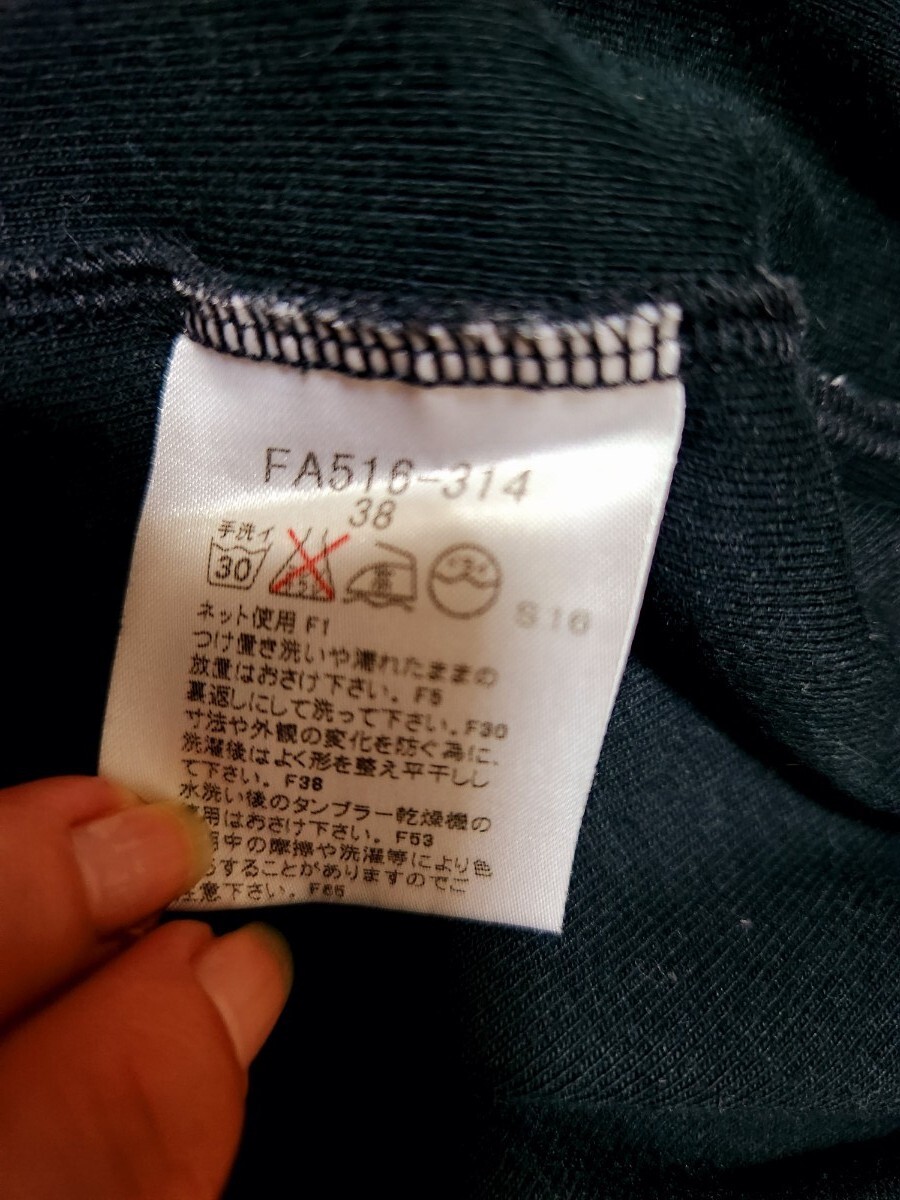 FA516-314
38
手洗イ
30
S16
ネット使用 F1
つけ置き洗いや濡れたままの
放置はおさけ下さい。F5
裏返しにして洗って下さい。F30
寸法や外観の変化を防ぐ為に、
洗濯後はよく形を整え平干しし
て下さい。F38
水洗い後のタンブラー乾燥機の
使用はおさけ下さい。F53
用中の摩擦や洗濯等により色
ちすることがありますのでご
注意下さい。F65